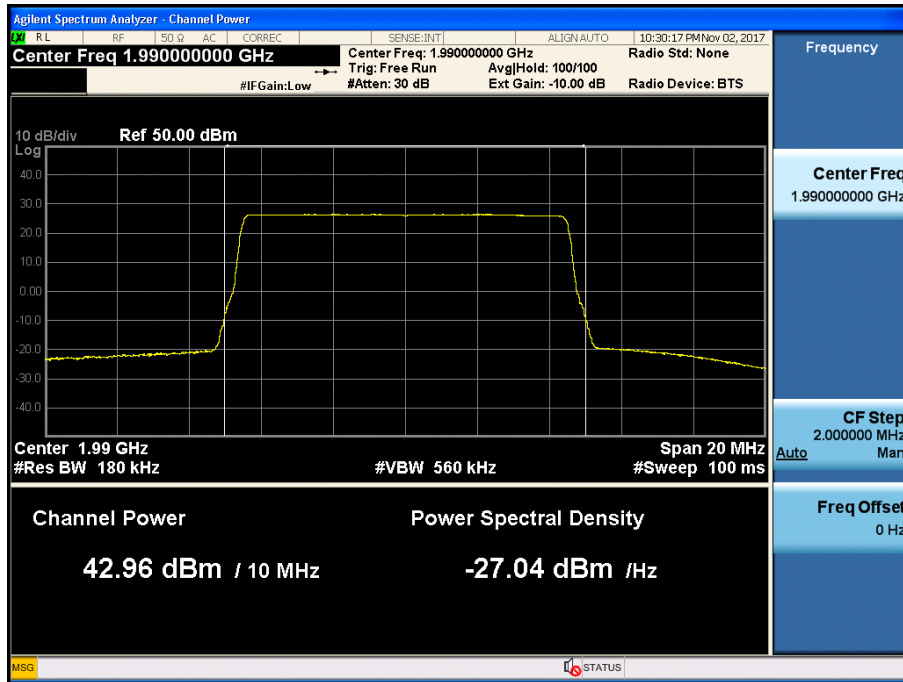 Agilent Spectrum Analyzer - Channel Power
LXI RL RF 50 Ω AC CORREC SENSE:INT ALIGN AUTO 10:30:17 PM Nov 02, 2017
Center Freq 1.990000000 GHz Center Freq: 1.990000000 GHz Radio Std: None
Trig: Free Run Avg|Hold: 100/100
#IFGain:Low #Atten: 30 dB Ext Gain: -10.00 dB Radio Device: BTS
10 dB/div Ref 50.00 dBm
Log
40.0
30.0
20.0
10.0
0.00
-10.0
-20.0
-30.0
-40.0
Center 1.99 GHz Span 20 MHz
#Res BW 180 kHz #VBW 560 kHz #Sweep 100 ms
Channel Power Power Spectral Density
42.96 dBm / 10 MHz -27.04 dBm /Hz
MSG STATUS
Frequency
Center Freq
1.990000000 GHz
CF Step
2.000000 MHz
Auto Man
Freq Offset
0 Hz